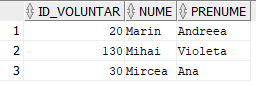 ID_VOLUNTAR NUME PRENUME
1 20 Marin Andreea
2 130 Mihai Violeta
3 30 Mircea Ana